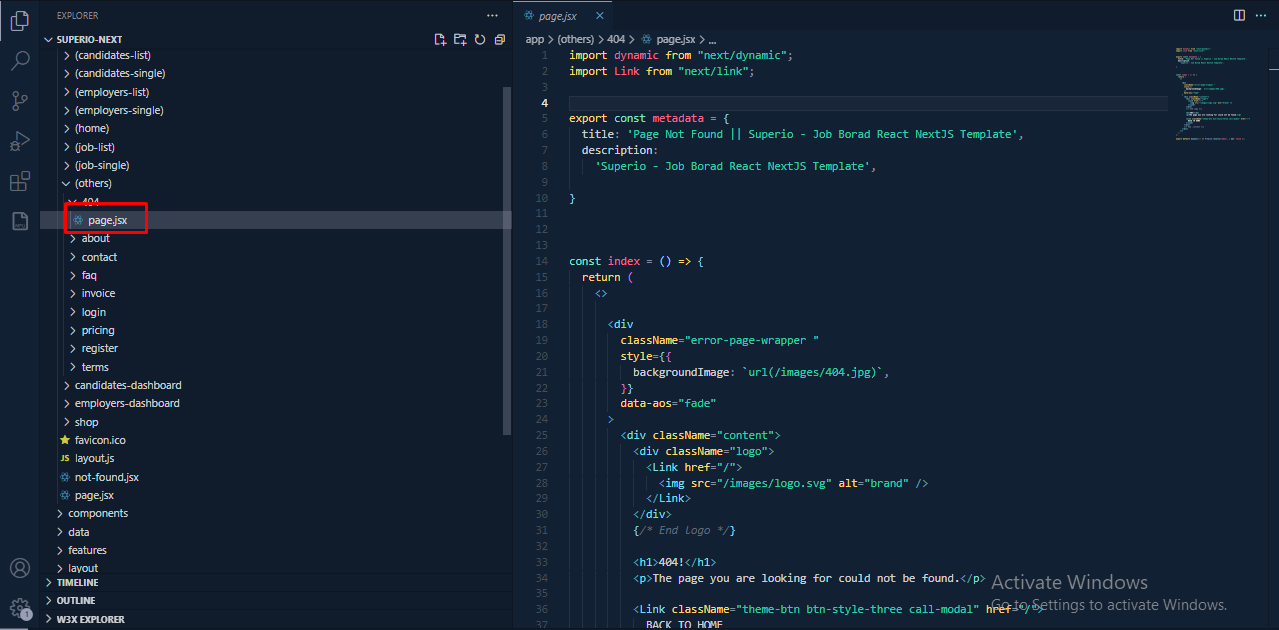 EXPLORER
SUPERIO-NEXT
(candidates-list)
(candidates-single)
(employers-list)
(employers-single)
(home)
(job-list)
(job-single)
(others)
404
page.jsx
about
contact
faq
invoice
login
pricing
register
terms
candidates-dashboard
employers-dashboard
shop
favicon.ico
JS layout.js
not-found.jsx
page.jsx
components
data
features
layout
TIMELINE
OUTLINE
W3X EXPLORER
1
page.jsx
app > (others) > 404 > page.jsx > ...
1 import dynamic from "next/dynamic";
2 import Link from "next/link";
3
4
5 export const metadata = {
6 title: 'Page Not Found || Superio - Job Borad React NextJS Template',
7 description:
8 'Superio - Job Borad React NextJS Template',
9
10 }
11
12
13
14 const index = () => {
15 return (
16 <>
17
18 <div
19 className="error-page-wrapper "
20 style={{
21 backgroundImage: `url(/images/404.jpg)`,
22 }}
23 data-aos="fade"
24 >
25 <div className="content">
26 <div className="logo">
27 <Link href="/">
28 <img src="/images/logo.svg" alt="brand" />
29 </Link>
30 </div>
31 {/* End logo */}
32
33 <h1>404!</h1>
34 <p>The page you are looking for could not be found.</p>
35
36 <Link className="theme-btn btn-style-three call-modal" href="/">
37 BACK TO HOME
Activate Windows
Go to Settings to activate Windows.